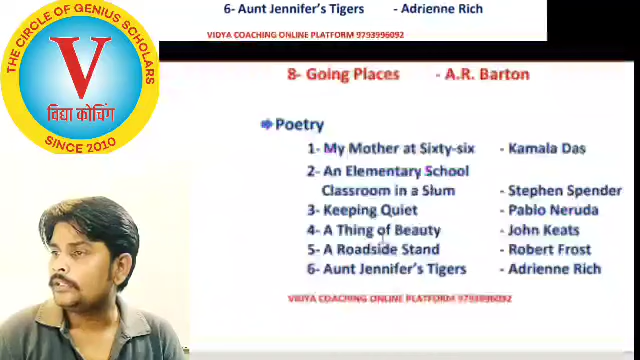 6- Aunt Jennifer's Tigers - Adrienne Rich
VIDYA COACHING ONLINE PLATFORM 9793996092
THE CIRCLE OF GENIUS SCHOLARS
V
विद्या कोचिंग
SINCE 2010
8- Going Places - A.R. Barton
Poetry
1- My Mother at Sixty-six - Kamala Das
2- An Elementary School
Classroom in a Slum - Stephen Spender
3- Keeping Quiet - Pablo Neruda
4- A Thing of Beauty - John Keats
5- A Roadside Stand - Robert Frost
6- Aunt Jennifer's Tigers - Adrienne Rich
VIDYA COACHING ONLINE PLATFORM 9793996092